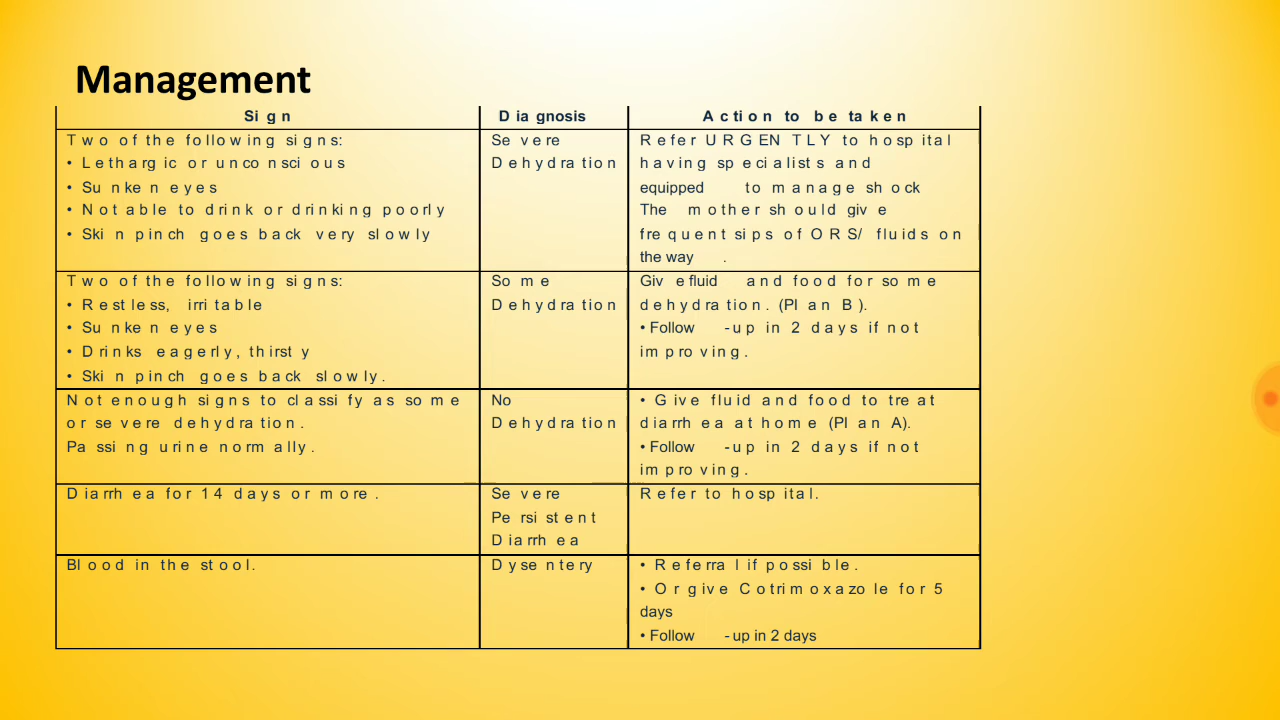 Management
Sign Diagnosis Action to be taken
Two of the following signs:
• Lethargic or unconscious
• Sunken eyes
• Not able to drink or drinking poorly
• Skin pinch goes back very slowly
Severe
Dehydration
Refer URGENTLY to hospital
having specialists and
equipped to manage shock
The mother should give
frequent sips of ORS/ fluids on
the way .
Two of the following signs:
• Restless, irritable
• Sunken eyes
• Drinks eagerly, thirsty
• Skin pinch goes back slowly.
Some
Dehydration
Give fluid and food for some
dehydration. (Plan B).
• Follow -up in 2 days if not
improving.
Not enough signs to classify as some
or severe dehydration.
Passing urine normally.
No
Dehydration
• Give fluid and food to treat
diarrhea at home (Plan A).
• Follow -up in 2 days if not
improving.
Diarrhea for 14 days or more.
Severe
Persistent
Diarrhea
Refer to hospital.
Blood in the stool.
Dysentery
• Referral if possible.
• Or give Cotrimoxazole for 5
days
• Follow -up in 2 days